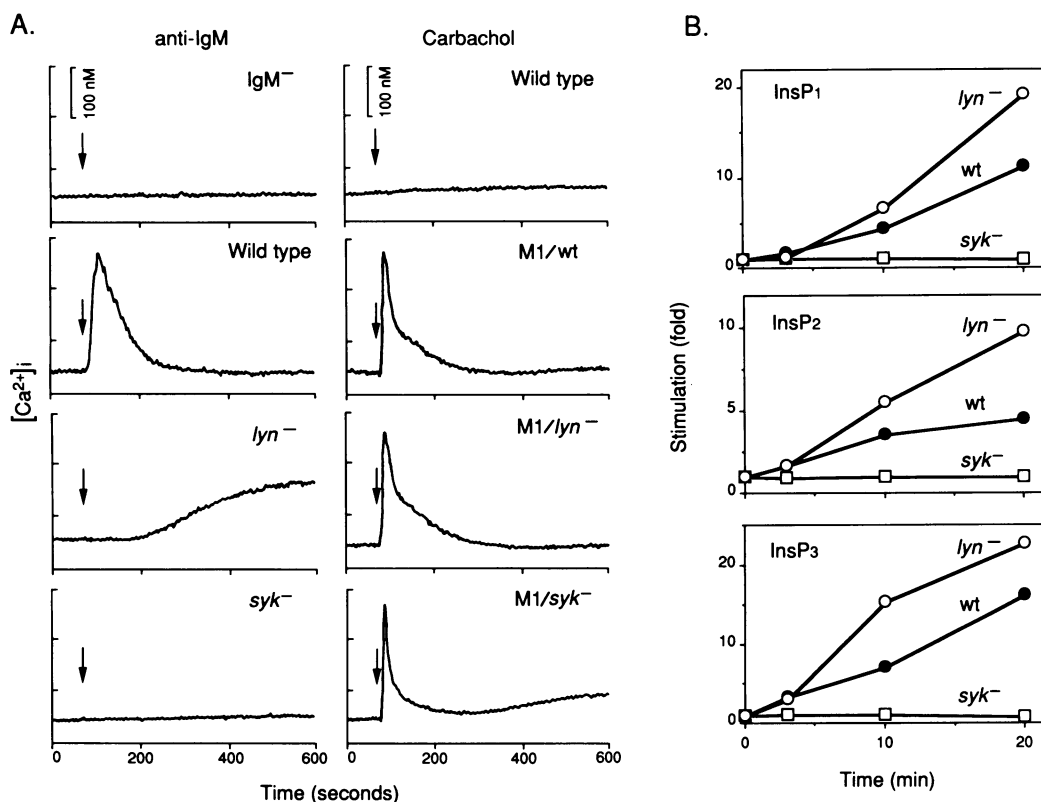 A.
anti-IgM
Carbachol
100 nM
IgM⁻
100 nM
Wild type
Wild type
M1/wt
lyn⁻
M1/lyn⁻
syk⁻
M1/syk⁻
[Ca²⁺]i
0 200 400 600
0 200 400 600
Time (seconds)
B.
InsP₁
20
10
0
lyn⁻
wt
syk⁻
InsP₂
10
5
0
lyn⁻
wt
syk⁻
InsP₃
20
10
0
lyn⁻
wt
syk⁻
Stimulation (fold)
0 10 20
Time (min)